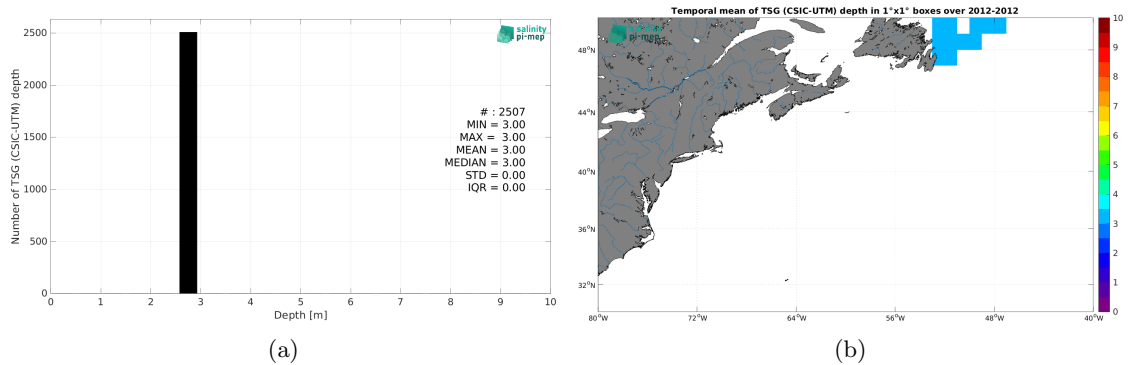 salinity
pi-mep
2500
2000
1500
1000
500
0
Number of TSG (CSIC-UTM) depth
# : 2507
MIN = 3.00
MAX = 3.00
MEAN = 3.00
MEDIAN = 3.00
STD = 0.00
IQR = 0.00
0 1 2 3 4 5 6 7 8 9 10
Depth [m]
(a)
Temporal mean of TSG (CSIC-UTM) depth in 1°x1° boxes over 2012-2012
salinity
pi-mep
48°N
44°N
40°N
36°N
32°N
80°W 72°W 64°W 56°W 48°W 40°W
10
9
8
7
6
5
4
3
2
1
0
(b)